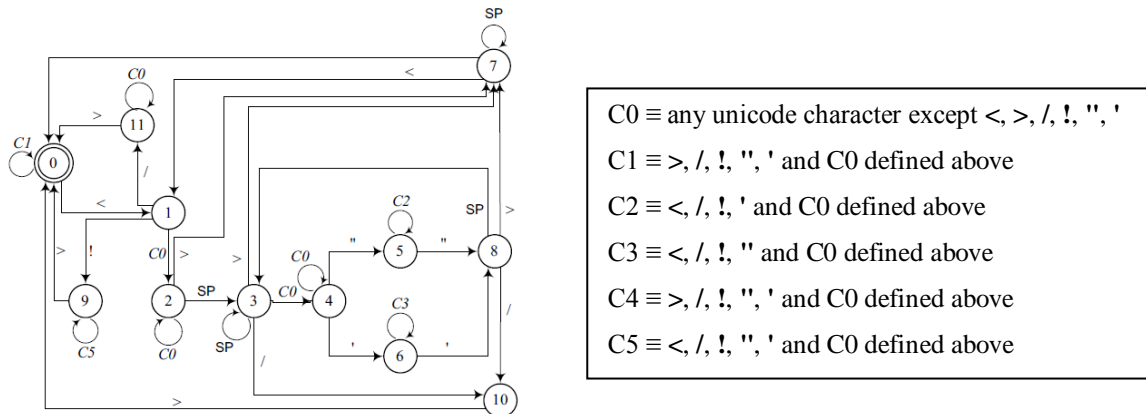 SP
7
<
C0
11
>
C1
0
/
<
1
!
C0
>
>
9
C5
2
C0
SP
>
3
SP
C0
C0
4
"
C2
5
"
'
C3
6
'
SP
8
>
/
/
10
>
C0 ≡ any unicode character except <, >, /, !, ", '
C1 ≡ >, /, !, ", ' and C0 defined above
C2 ≡ <, /, !, ' and C0 defined above
C3 ≡ <, /, !, " and C0 defined above
C4 ≡ >, /, !, ", ' and C0 defined above
C5 ≡ <, /, !, ", ' and C0 defined above